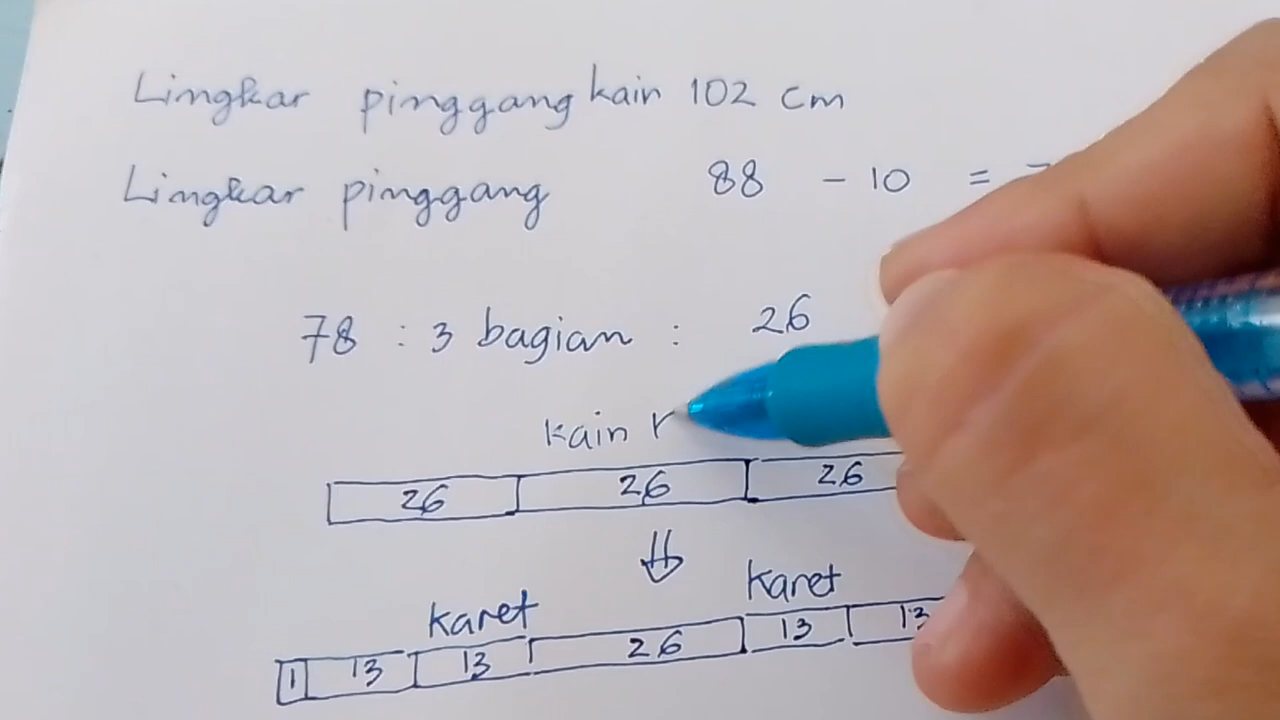 Lingkar pinggang kain 102 cm
Lingkar pinggang 88 - 10 =
78 : 3 bagian : 26
kain r
26 26 26
Karet Karet
1 13 13 26 13 13